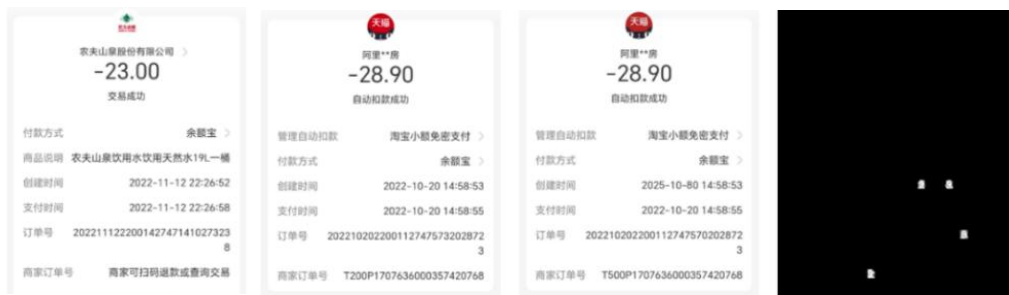 农夫山泉股份有限公司
-23.00
交易成功
付款方式 余额宝
商品说明 农夫山泉饮用水饮用天然水19L一桶
创建时间 2022-11-12 22:26:52
支付时间 2022-11-12 22:26:58
订单号 202211122200142747141027323
8
商家订单号 商家可扫码退款或查询交易
天猫
阿里**房
-28.90
自动扣款成功
管理自动扣款 淘宝小额免密支付
付款方式 余额宝
创建时间 2022-10-20 14:58:53
支付时间 2022-10-20 14:58:55
订单号 202210202200112747573202872
3
商家订单号 T200P1707636000357420768
天猫
阿里**房
-28.90
自动扣款成功
管理自动扣款 淘宝小额免密支付
付款方式 余额宝
创建时间 2025-10-80 14:58:53
支付时间 2022-10-20 14:58:55
订单号 202210202200112747570202872
3
商家订单号 T500P1707636000357420768